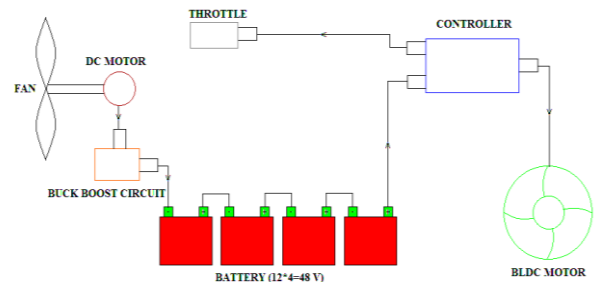 THROTTLE
CONTROLLER
DC MOTOR
FAN
BUCK BOOST CIRCUIT
BATTERY (12*4=48 V)
BLDC MOTOR